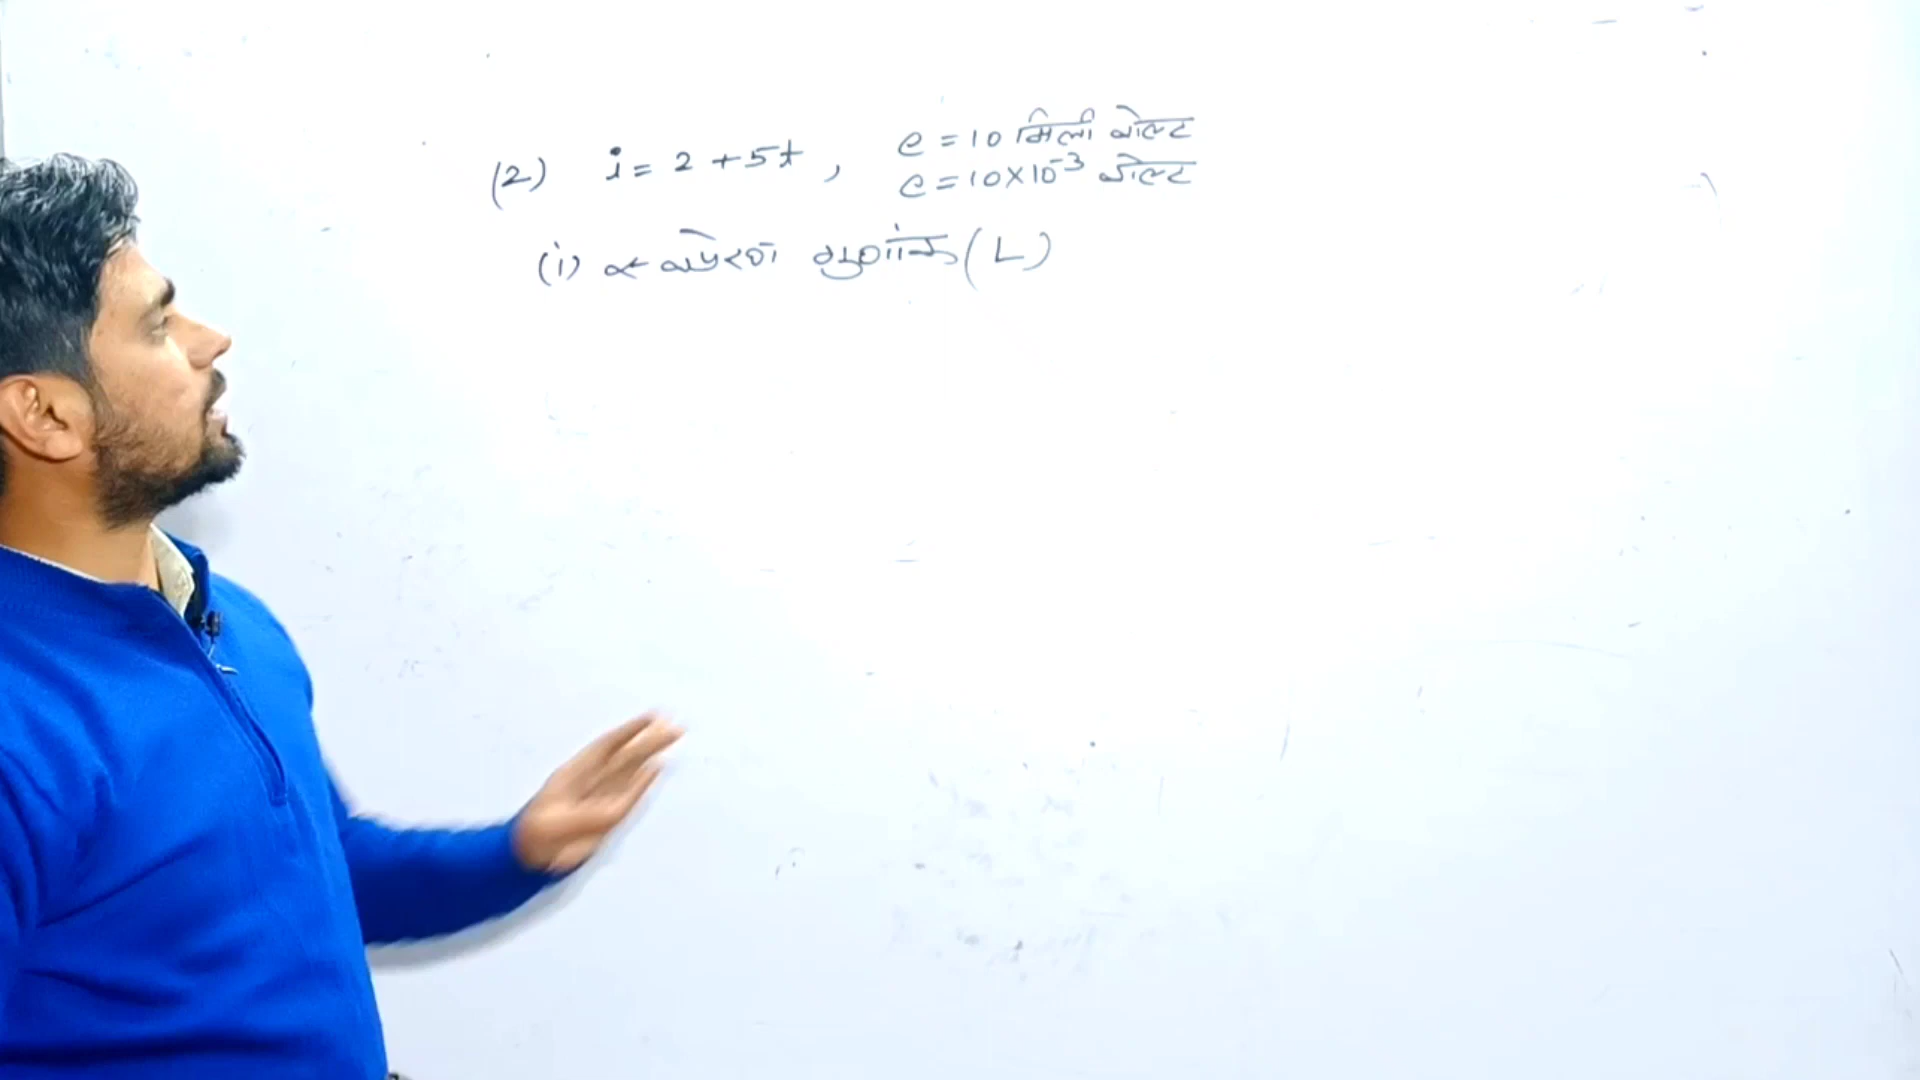 (2) i = 2 + 5t , e = 10 मिली वोल्ट
e = 10×10⁻³ वोल्ट
(i) स्वप्रेरण गुणांक (L)